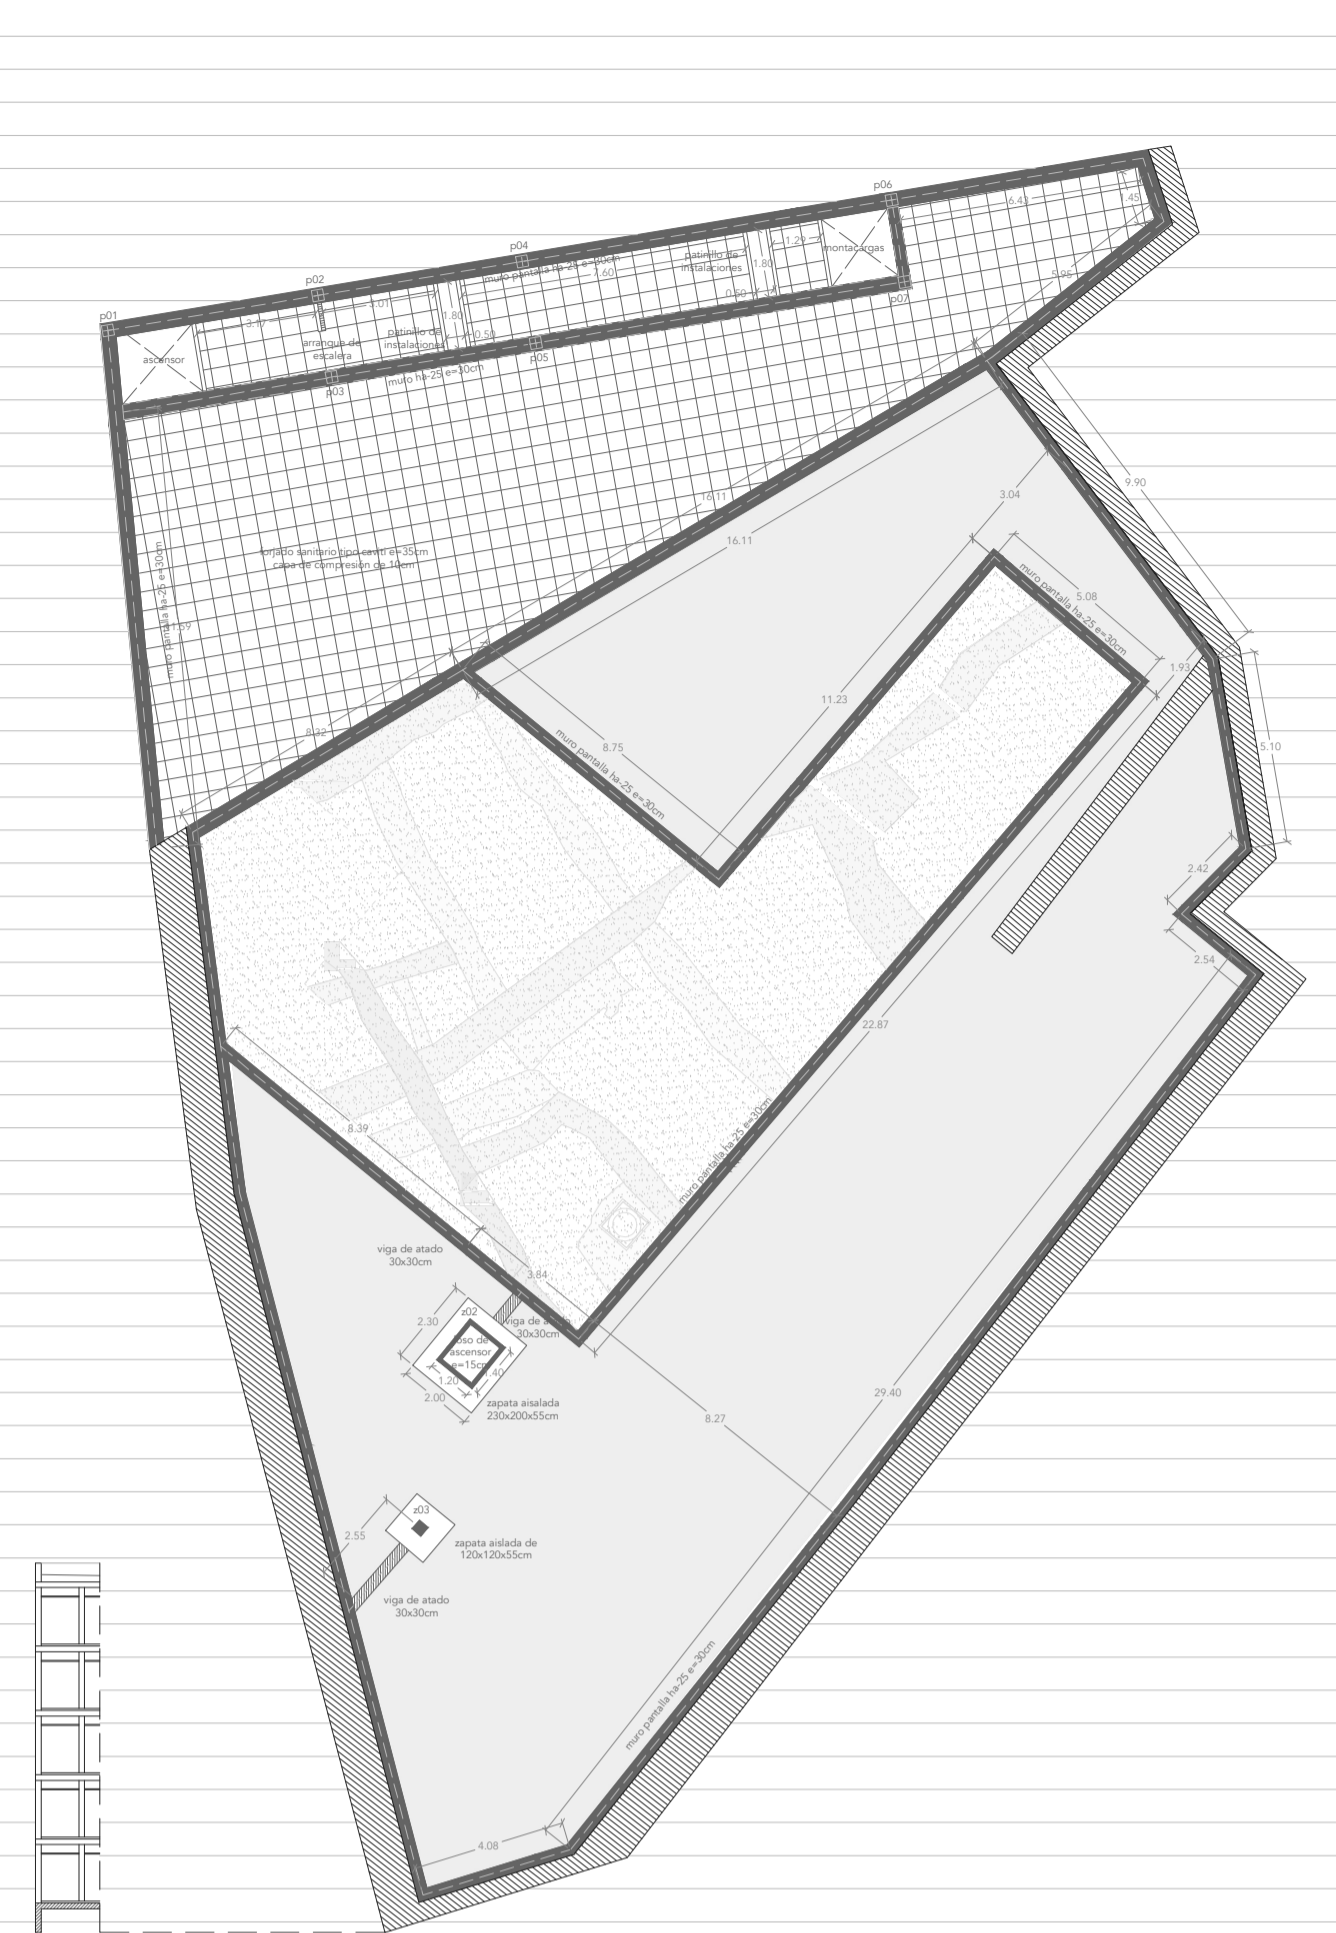 p06
6.43
1.45
p04
1.29
montacargas
muro pantalla ha-25 e=30cm
7.60
patinillo de
instalaciones
1.80
5.95
p02
0.50
p07
p01
3.17
3.01
1.80
patinillo de
instalaciones
0.50
arranque de
escalera
ascensor
p05
muro ha-25 e=30cm
p03
9.90
16.11
3.04
16.11
forjado sanitario tipo caviti e=35cm
capa de compresión de 10cm
muro pantalla ha-25 e=30cm
11.59
muro pantalla ha-25 e=30cm
5.08
1.93
11.23
8.32
8.75
muro pantalla ha-25 e=30cm
5.10
2.42
2.54
22.87
8.39
muro pantalla ha-25 e=30cm
viga de atado
30x30cm
3.84
z02
2.30
viga de atado
30x30cm
foso de
ascensor
e=15cm
1.40
1.20
2.00
zapata aisalada
230x200x55cm
29.40
8.27
z03
2.55
zapata aislada de
120x120x55cm
viga de atado
30x30cm
muro pantalla ha-25 e=30cm
4.08